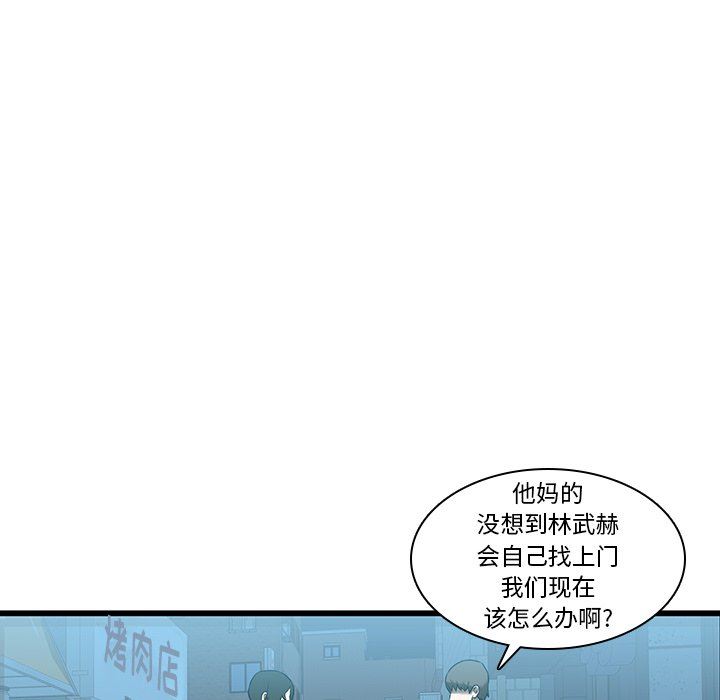 他妈的
没想到林武赫
会自己找上门
我们现在
该怎么办啊?
烤肉店